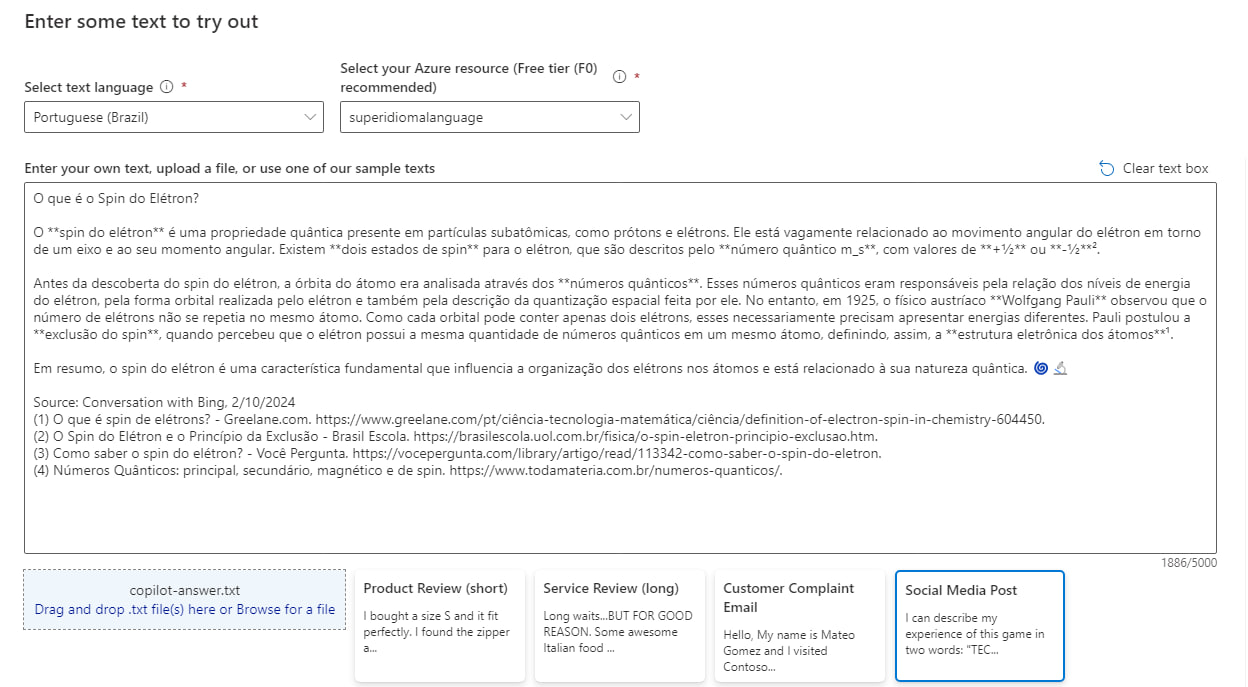 Enter some text to try out
Select text language
*
Select your Azure resource (Free tier (F0)
recommended)
*
Portuguese (Brazil)
superidiomalanguage
Enter your own text, upload a file, or use one of our sample texts
Clear text box
O que é o Spin do Elétron?
O **spin do elétron** é uma propriedade quântica presente em partículas subatômicas, como prótons e elétrons. Ele está vagamente relacionado ao movimento angular do elétron em torno
de um eixo e ao seu momento angular. Existem **dois estados de spin** para o elétron, que são descritos pelo **número quântico m_s**, com valores de **+½** ou **-½**².
Antes da descoberta do spin do elétron, a órbita do átomo era analisada através dos **números quânticos**. Esses números quânticos eram responsáveis pela relação dos níveis de energia
do elétron, pela forma orbital realizada pelo elétron e também pela descrição da quantização espacial feita por ele. No entanto, em 1925, o físico austríaco **Wolfgang Pauli** observou que o
número de elétrons não se repetia no mesmo átomo. Como cada orbital pode conter apenas dois elétrons, esses necessariamente precisam apresentar energias diferentes. Pauli postulou a
**exclusão do spin**, quando percebeu que o elétron possui a mesma quantidade de números quânticos em um mesmo átomo, definindo, assim, a **estrutura eletrônica dos átomos**¹.
Em resumo, o spin do elétron é uma característica fundamental que influencia a organização dos elétrons nos átomos e está relacionado à sua natureza quântica. 🌀🔬
Source: Conversation with Bing, 2/10/2024
(1) O que é spin de elétrons? - Greelane.com. https://www.greelane.com/pt/ciência-tecnologia-matemática/ciência/definition-of-electron-spin-in-chemistry-604450.
(2) O Spin do Elétron e o Princípio da Exclusão - Brasil Escola. https://brasilescola.uol.com.br/fisica/o-spin-eletron-principio-exclusao.htm.
(3) Como saber o spin do elétron? - Você Pergunta. https://vocepergunta.com/library/artigo/read/113342-como-saber-o-spin-do-eletron.
(4) Números Quânticos: principal, secundário, magnético e de spin. https://www.todamateria.com.br/numeros-quanticos/.
1886/5000
copilot-answer.txt
Drag and drop .txt file(s) here or Browse for a file
Product Review (short)
I bought a size S and it fit
perfectly. I found the zipper
a...
Service Review (long)
Long waits...BUT FOR GOOD
REASON. Some awesome
Italian food ...
Customer Complaint
Email
Hello, My name is Mateo
Gomez and I visited
Contoso...
Social Media Post
I can describe my
experience of this game in
two words: "TEC...